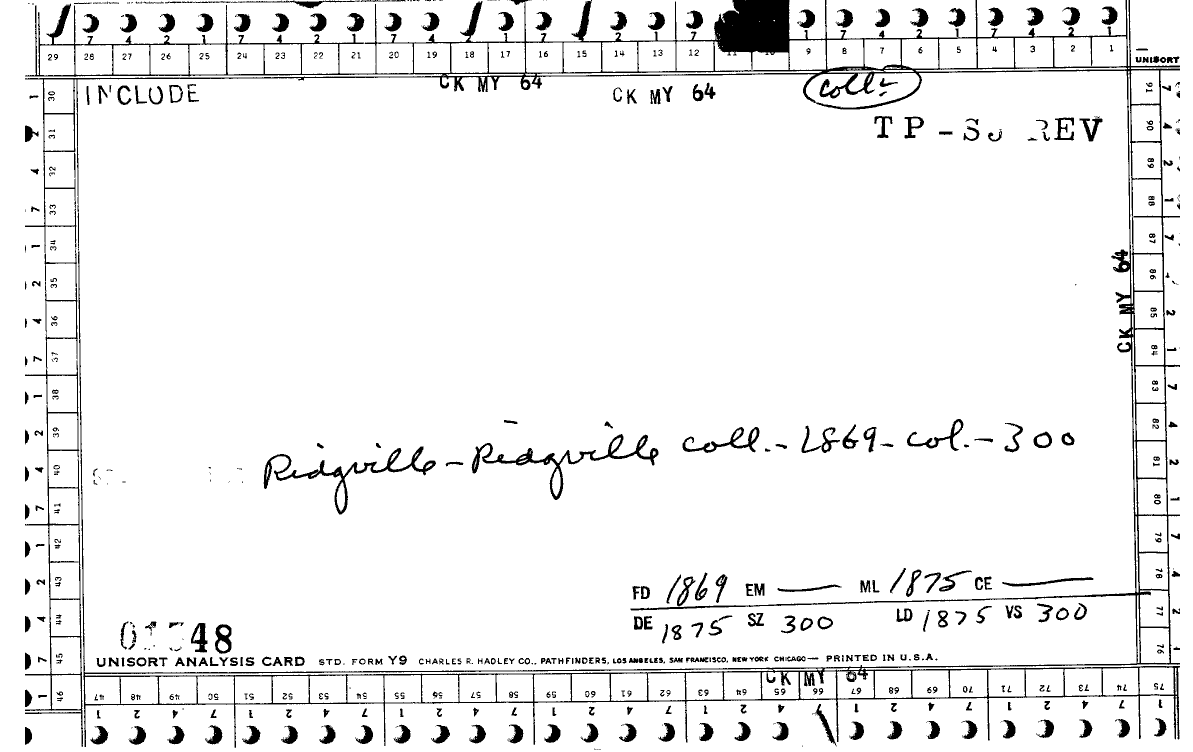 7 4 2 1 7 4 2 1 7 4 2 1 7 4 2 1 7 4 2 1 7 4 2 1
29 28 27 26 25 24 23 22 21 20 19 18 17 16 15 14 13 12 11 10 9 8 7 6 5 4 3 2 1
UNISORT
INCLUDE
CK MY 64
CK MY 64
coll-
TP - S REV
CK MY 64
Ridgville - Ridgville coll. - 1869 - col. - 300
FD 1869 EM — ML 1875 CE —
DE 1875 SZ 300 LD 1875 VS 300
48
UNISORT ANALYSIS CARD STD. FORM Y9 CHARLES R. HADLEY CO., PATHFINDERS, LOS ANGELES, SAN FRANCISCO, NEW YORK CHICAGO — PRINTED IN U.S.A.
CK MY 64
30 31 32 33 34 35 36 37 38 39 40 41 42 43 44 45 46
91 90 89 88 87 86 85 84 83 82 81 80 79 78 77 76
47 48 49 50 51 52 53 54 55 56 57 58 59 60 61 62 63 64 65 66 67 68 69 70 71 72 73 74 75